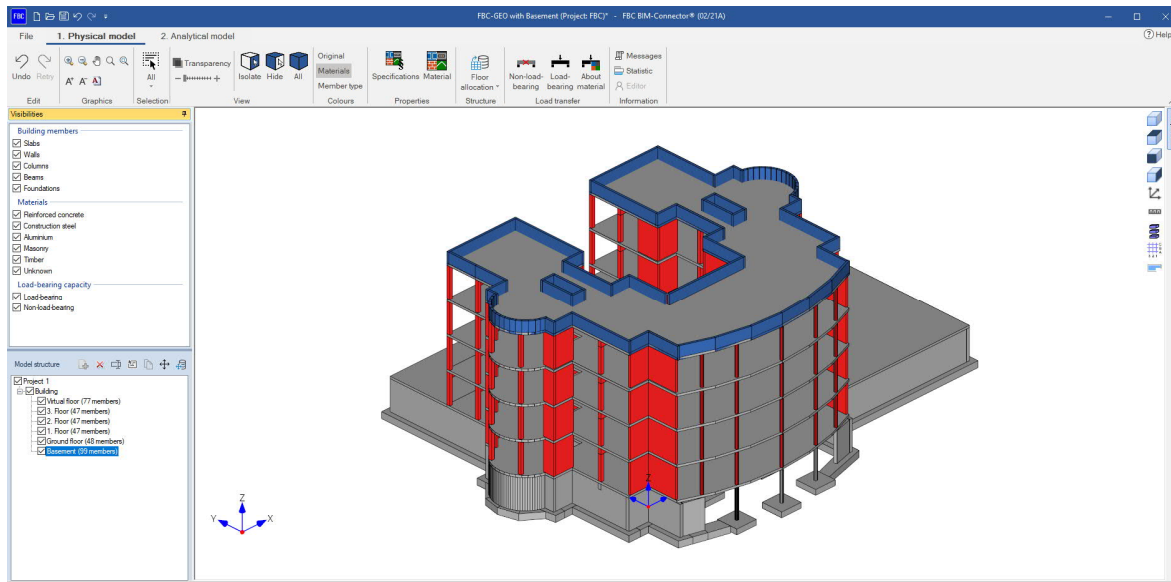 FBC
FBC-GEO with Basement (Project: FBC)* - FBC BIM-Connector® (02/21A)
File 1. Physical model 2. Analytical model Help
Undo Retry
Edit
A+ A- A
Graphics
All
Selection
Transparency
Isolate Hide All
View
Original
Materials
Member type
Colours
Specifications Material
Properties
Floor
allocation
Structure
Non-load-
bearing
Load-
bearing
About
material
Load transfer
Messages
Statistic
Editor
Information
Visibilities
Building members
Slabs
Walls
Columns
Beams
Foundations
Materials
Reinforced concrete
Construction steel
Aluminium
Masonry
Timber
Unknown
Load-bearing capacity
Load-bearing
Non-load-bearing
Model structure
Project 1
Building
Virtual floor (77 members)
3. Floor (47 members)
2. Floor (47 members)
1. Floor (47 members)
Ground floor (48 members)
Basement (99 members)
Z
Y
X
Z